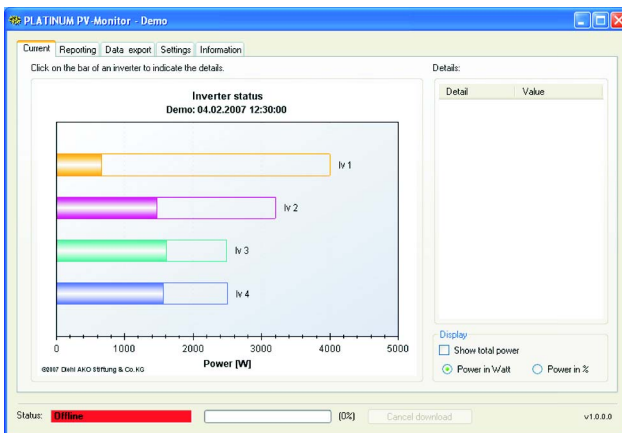 PLATINUM PV-Monitor - Demo
Current Reporting Data export Settings Information
Click on the bar of an inverter to indicate the details.
Details:
Inverter status
Demo: 04.02.2007 12:30:00
Detail Value
Iv 1
Iv 2
Iv 3
Iv 4
0 1000 2000 3000 4000 5000
Power [W]
©2007 Diehl AKO Stiftung & Co. KG
Display
Show total power
Power in Watt Power in %
Status: Offline (0%) Cancel download v1.0.0.0